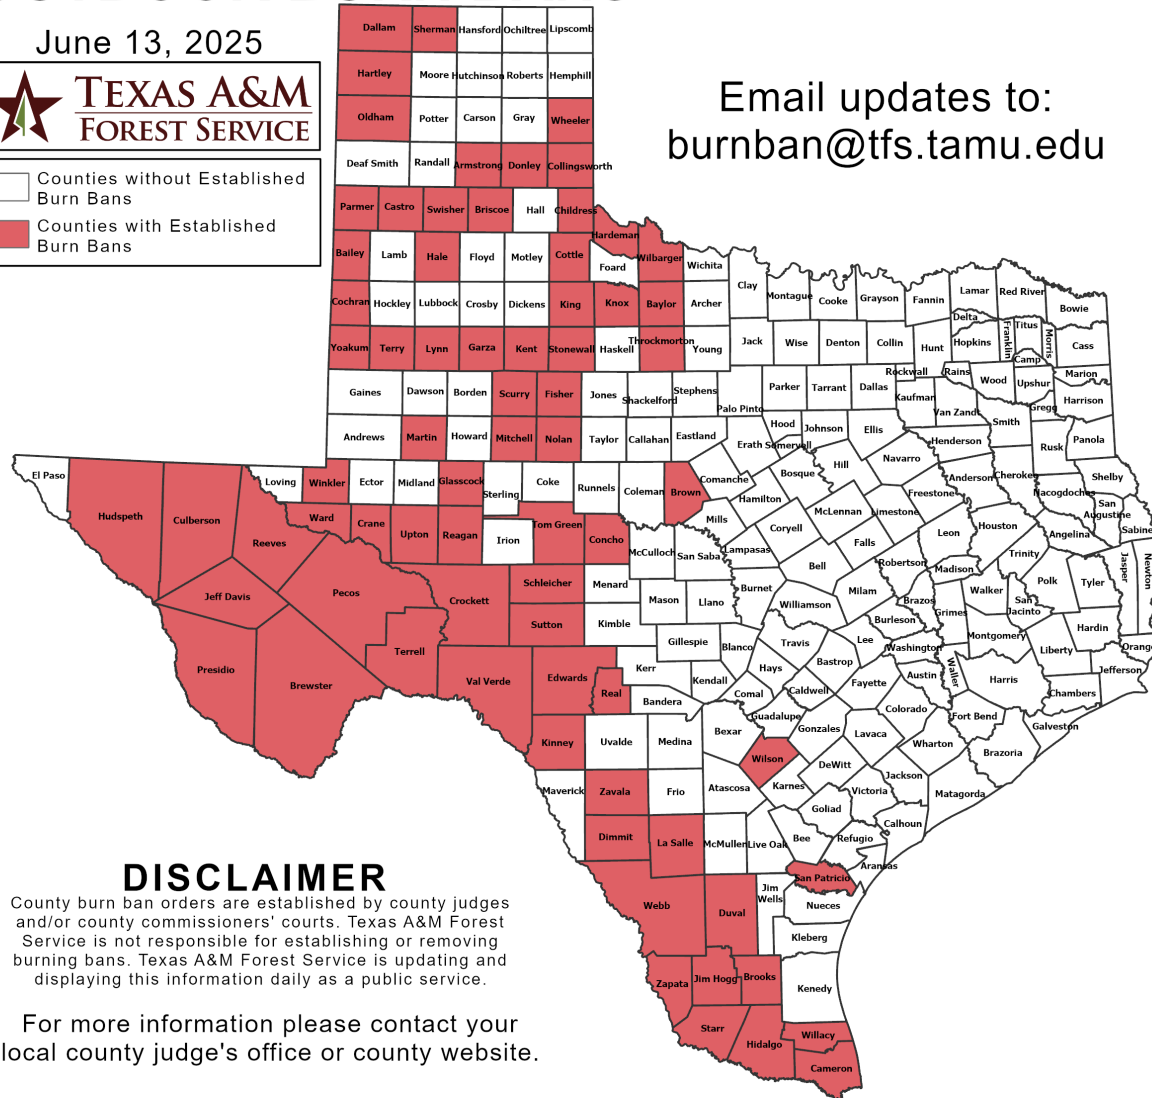 June 13, 2025
TEXAS A&M
FOREST SERVICE
Counties without Established
Burn Bans
Counties with Established
Burn Bans
Email updates to:
burnban@tfs.tamu.edu
Dallam Sherman Hansford Ochiltree Lipscomb
Hartley Moore Hutchinson Roberts Hemphill
Oldham Potter Carson Gray Wheeler
Deaf Smith Randall Armstrong Donley Collingsworth
Parmer Castro Swisher Briscoe Hall Childress
Hardeman
Bailey Lamb Hale Floyd Motley Cottle Foard Wilbarger Wichita
Clay Montague Cooke Grayson Fannin Lamar Red River Bowie
Cochran Hockley Lubbock Crosby Dickens King Knox Baylor Archer
Delta Titus Franklin Morris
Yoakum Terry Lynn Garza Kent Stonewall Haskell Throckmorton Young Jack Wise Denton Collin Hunt Hopkins Camp Cass
Rockwall Rains Wood Upshur Marion
Gaines Dawson Borden Scurry Fisher Jones Shackelford Stephens Palo Pinto Parker Tarrant Dallas Kaufman Van Zandt Smith Gregg Harrison
Andrews Martin Howard Mitchell Nolan Taylor Callahan Eastland Erath Hood Somervell Johnson Ellis Henderson Rusk Panola
El Paso Hudspeth Culberson Reeves Loving Winkler Ector Midland Glasscock Sterling Coke Runnels Coleman Brown Comanche Hamilton Bosque Hill Navarro Freestone Anderson Cherokee Nacogdoches Shelby
San
Augustine
Sabine
Ward Crane Upton Reagan Irion Tom Green Concho McCulloch San Saba Mills Lampasas Coryell McLennan Limestone Falls Leon Houston Angelina
Trinity Jasper Newton
Jeff Davis Pecos Crockett Schleicher Menard Mason Llano Burnet Bell Milam Robertson Madison Walker Polk Tyler
San
Jacinto
Brazos Grimes Burleson Williamson
Sutton Kimble Gillespie Blanco Travis Lee Washington Montgomery Liberty Hardin Orange
Presidio Brewster Terrell Val Verde Edwards Real Kerr Kendall Bandera Hays Comal Bastrop Caldwell Fayette Austin Waller Harris Chambers Jefferson
Kinney Uvalde Medina Bexar Guadalupe Gonzales Lavaca Colorado Fort Bend Wharton Brazoria Galveston
Wilson DeWitt Jackson Matagorda
Maverick Zavala Frio Atascosa Karnes Victoria Goliad Calhoun
Dimmit La Salle McMullen Live Oak Bee Refugio Aransas
San Patricio
Webb Duval
Jim
Wells
Nueces
Kleberg
Zapata Jim Hogg Brooks Kenedy
Starr Hidalgo Willacy
Cameron
DISCLAIMER
County burn ban orders are established by county judges
and/or county commissioners' courts. Texas A&M Forest
Service is not responsible for establishing or removing
burning bans. Texas A&M Forest Service is updating and
displaying this information daily as a public service.
For more information please contact your
local county judge's office or county website.